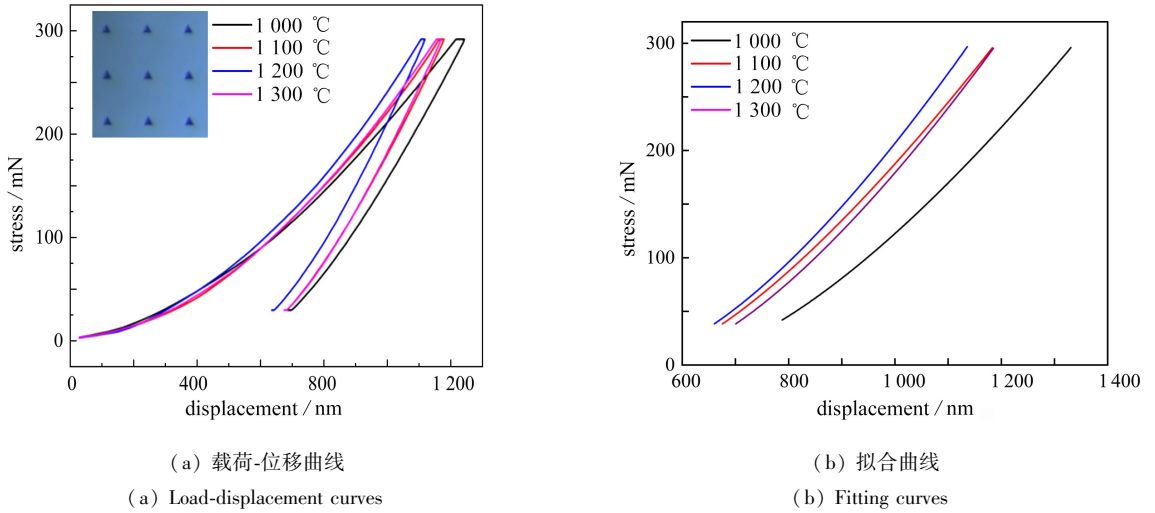 300
200
100
0
stress / mN
1 000 ℃
1 100 ℃
1 200 ℃
1 300 ℃
0 400 800 1 200
displacement / nm
(a) 载荷-位移曲线
(a) Load-displacement curves
300
200
100
0
stress / mN
1 000 ℃
1 100 ℃
1 200 ℃
1 300 ℃
600 800 1 000 1 200 1 400
displacement / nm
(b) 拟合曲线
(b) Fitting curves